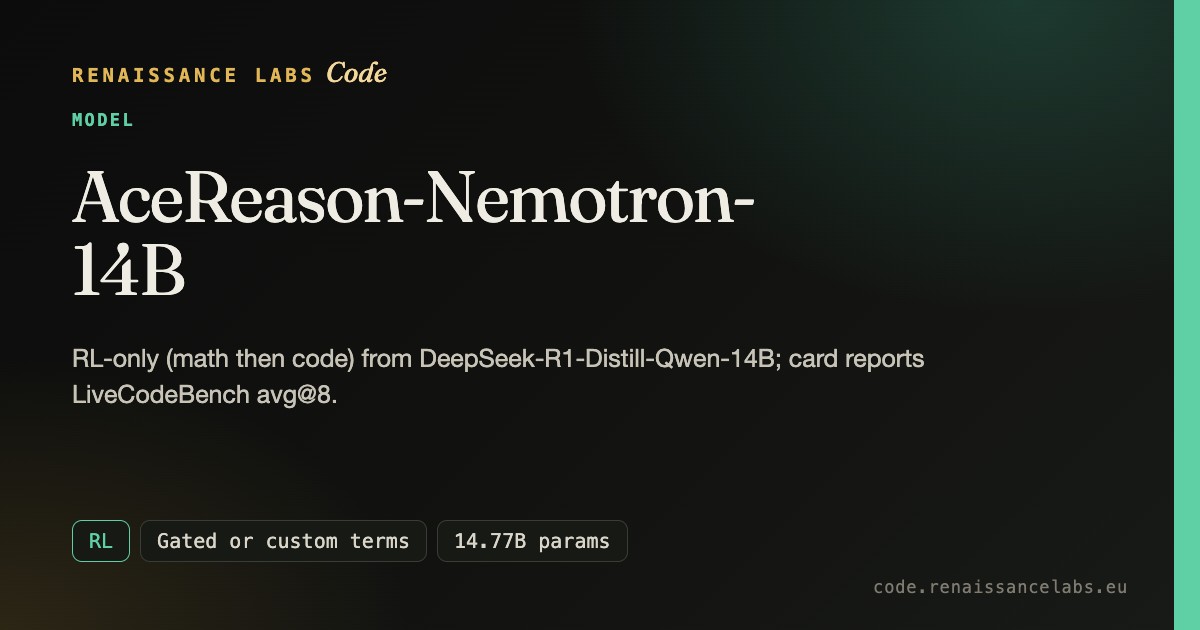 RENAISSANCE LABS Code
MODEL
AceReason-Nemotron-
14B
RL-only (math then code) from DeepSeek-R1-Distill-Qwen-14B; card reports
LiveCodeBench avg@8.
RL
Gated or custom terms
14.77B params
code.renaissancelabs.eu